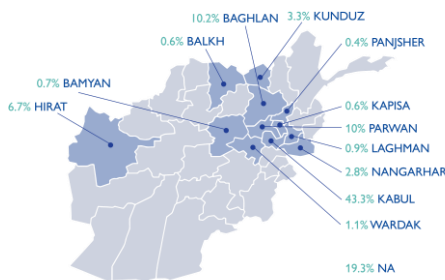 10.2% BAGHLAN
3.3% KUNDUZ
0.6% BALKH
0.4% PANJSHER
0.7% BAMYAN
6.7% HIRAT
0.6% KAPISA
10% PARWAN
0.9% LAGHMAN
2.8% NANGARHAR
43.3% KABUL
1.1% WARDAK
19.3% NA